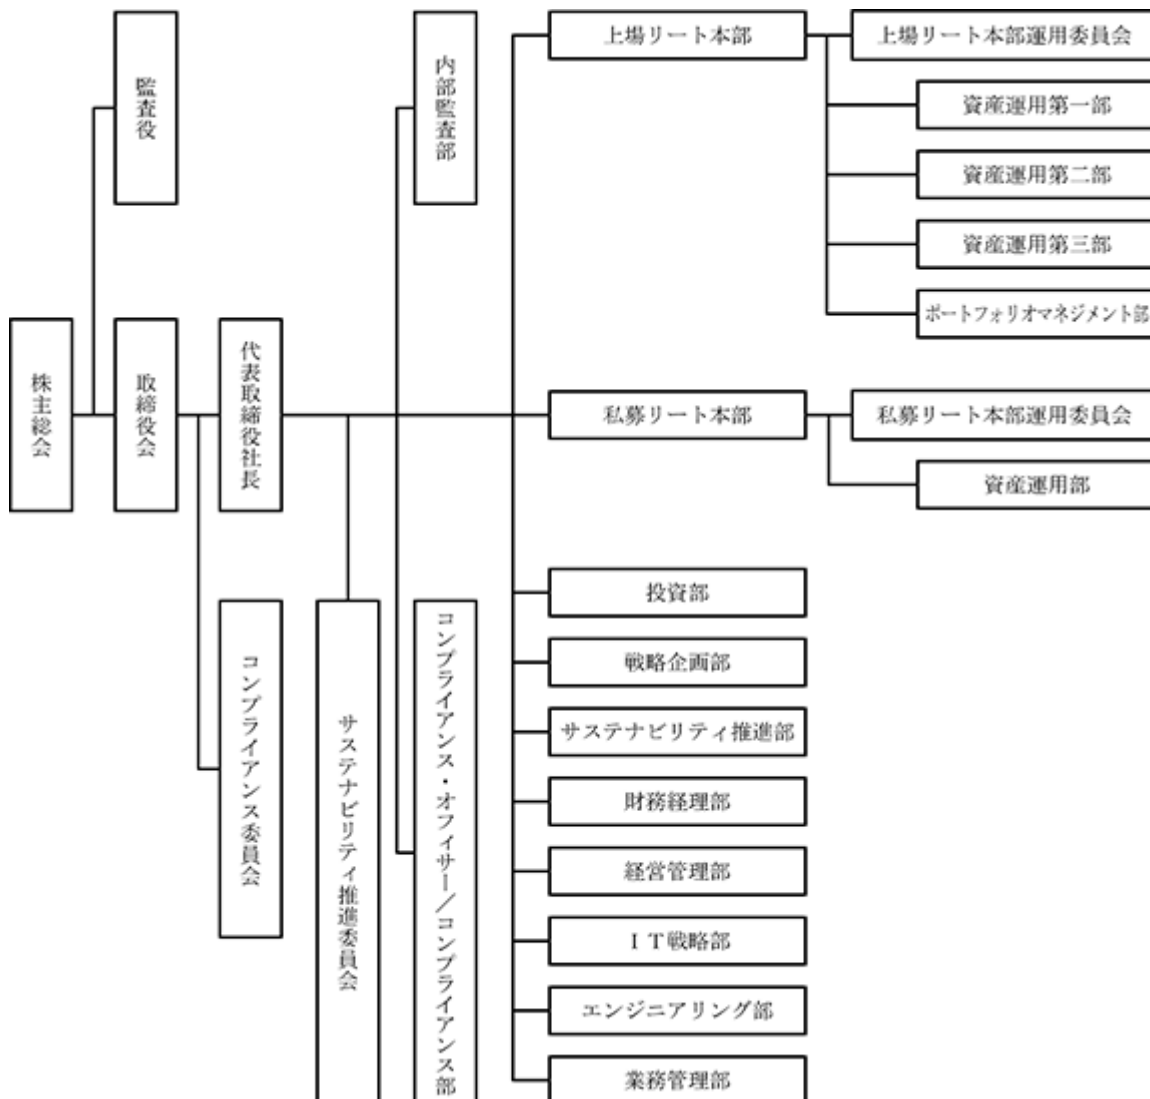 株主総会
監査役
取締役会
代表取締役社長
コンプライアンス委員会
サステナビリティ推進委員会
内部監査部
コンプライアンス・オフィサー／コンプライアンス部
上場リート本部
上場リート本部運用委員会
資産運用第一部
資産運用第二部
資産運用第三部
ポートフォリオマネジメント部
私募リート本部
私募リート本部運用委員会
資産運用部
投資部
戦略企画部
サステナビリティ推進部
財務経理部
経営管理部
ＩＴ戦略部
エンジニアリング部
業務管理部